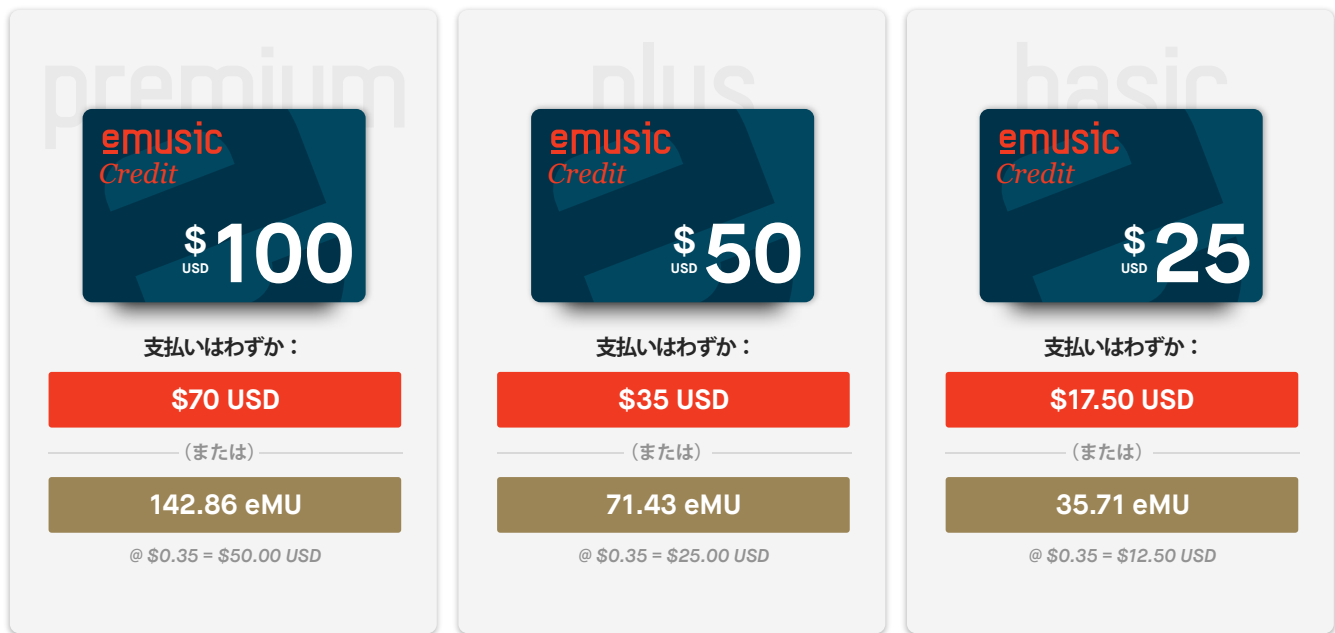 premium
emusic
Credit
$100
USD
支払いはわずか：
$70 USD
（または）
142.86 eMU
@ $0.35 = $50.00 USD
plus
emusic
Credit
$50
USD
支払いはわずか：
$35 USD
（または）
71.43 eMU
@ $0.35 = $25.00 USD
basic
emusic
Credit
$25
USD
支払いはわずか：
$17.50 USD
（または）
35.71 eMU
@ $0.35 = $12.50 USD